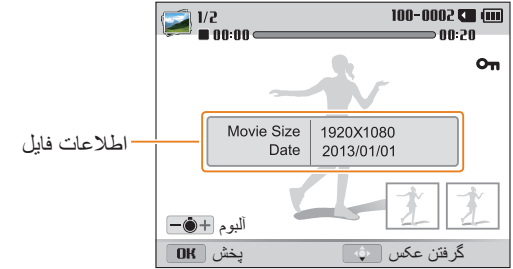 1/2 100-0002
00:00 00:20
Movie Size 1920X1080
Date 2013/01/01
اطلاعات فایل
آلبوم
پخش OK
گرفتن عکس